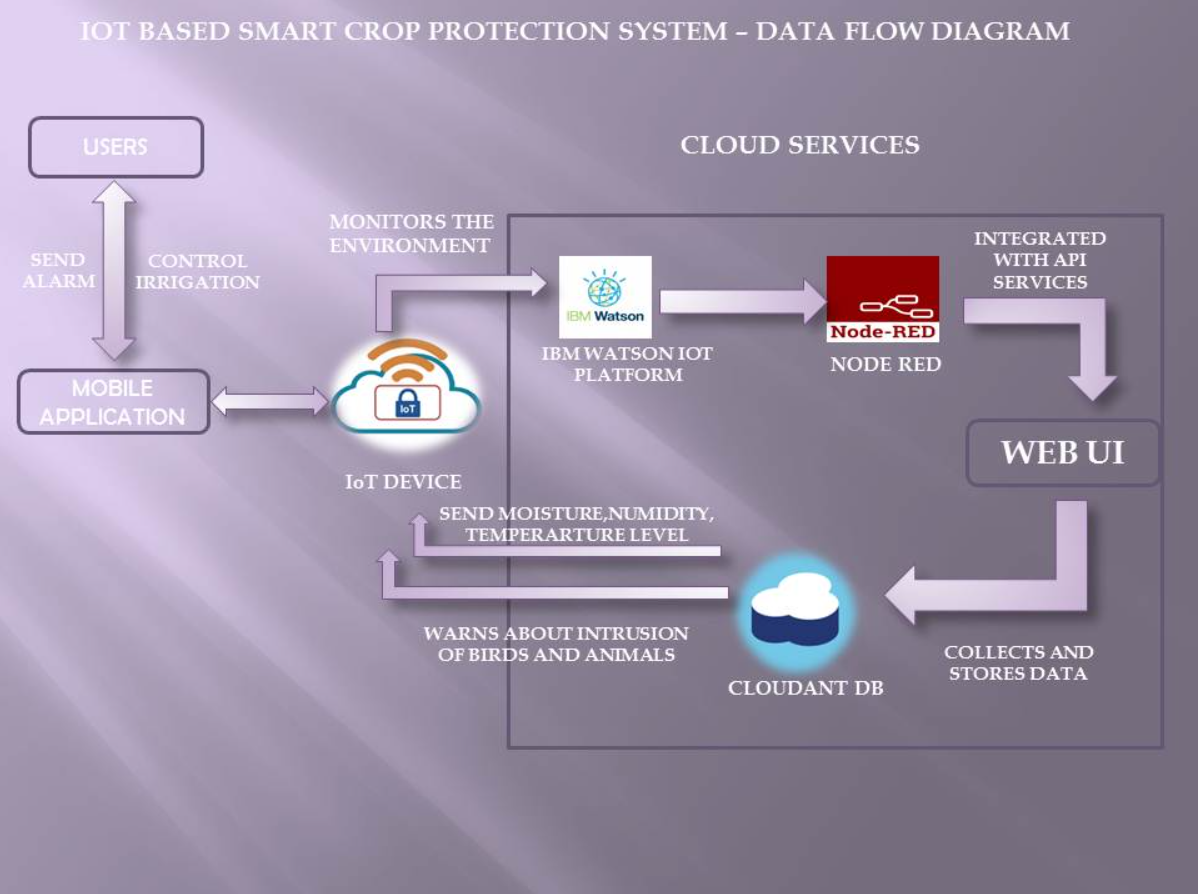 IOT BASED SMART CROP PROTECTION SYSTEM – DATA FLOW DIAGRAM
USERS
CLOUD SERVICES
SEND
ALARM
CONTROL
IRRIGATION
MONITORS THE
ENVIRONMENT
INTEGRATED
WITH API
SERVICES
IBM Watson
Node-RED
IBM WATSON IOT
PLATFORM
NODE RED
MOBILE
APPLICATION
IoT
IoT DEVICE
WEB UI
SEND MOISTURE,NUMIDITY,
TEMPERARTURE LEVEL
WARNS ABOUT INTRUSION
OF BIRDS AND ANIMALS
CLOUDANT DB
COLLECTS AND
STORES DATA